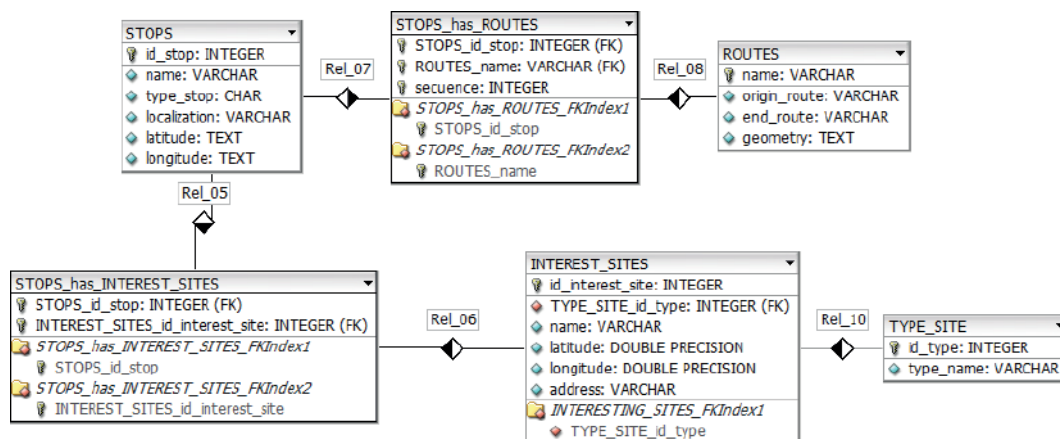 STOPS
id_stop: INTEGER
name: VARCHAR
type_stop: CHAR
localization: VARCHAR
latitude: TEXT
longitude: TEXT
Rel_07
STOPS_has_ROUTES
STOPS_id_stop: INTEGER (FK)
ROUTES_name: VARCHAR (FK)
secuence: INTEGER
STOPS_has_ROUTES_FKIndex1
STOPS_id_stop
STOPS_has_ROUTES_FKIndex2
ROUTES_name
Rel_08
ROUTES
name: VARCHAR
origin_route: VARCHAR
end_route: VARCHAR
geometry: TEXT
Rel_05
STOPS_has_INTEREST_SITES
STOPS_id_stop: INTEGER (FK)
INTEREST_SITES_id_interest_site: INTEGER (FK)
STOPS_has_INTEREST_SITES_FKIndex1
STOPS_id_stop
STOPS_has_INTEREST_SITES_FKIndex2
INTEREST_SITES_id_interest_site
Rel_06
INTEREST_SITES
id_interest_site: INTEGER
TYPE_SITE_id_type: INTEGER (FK)
name: VARCHAR
latitude: DOUBLE PRECISION
longitude: DOUBLE PRECISION
address: VARCHAR
INTERESTING_SITES_FKIndex1
TYPE_SITE_id_type
Rel_10
TYPE_SITE
id_type: INTEGER
type_name: VARCHAR